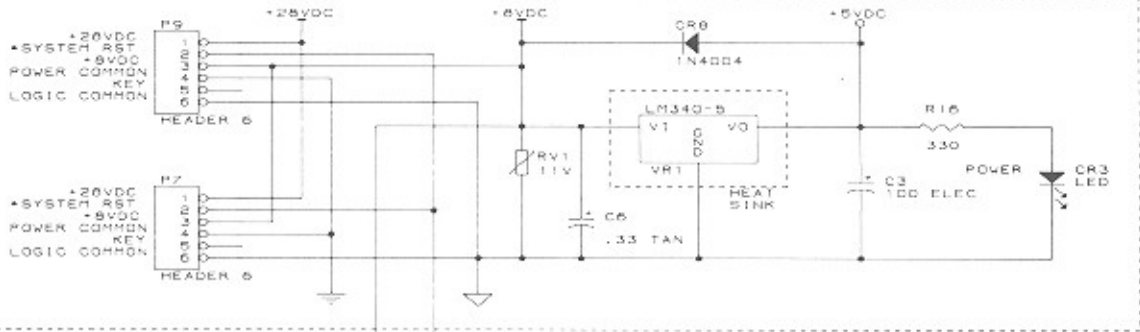 +28VDC
+8VDC
+5VDC
P9
+28VDC
*SYSTEM RST
+8VDC
POWER COMMON
KEY
LOGIC COMMON
1
2
3
4
5
6
HEADER 6
CR8
1N4004
LM340-5
VI
GND
VO
VR1
HEAT
SINK
RV1
11V
C6
.33 TAN
R16
330
C3
100 ELEC
POWER
CR3
LED
P7
+28VDC
*SYSTEM RST
+8VDC
POWER COMMON
KEY
LOGIC COMMON
1
2
3
4
5
6
HEADER 6